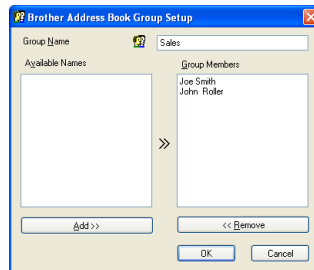 Brother Address Book Group Setup
Group Name
Sales
Available Names
Group Members
Joe Smith
John Roller
Add >>
<< Remove
OK
Cancel